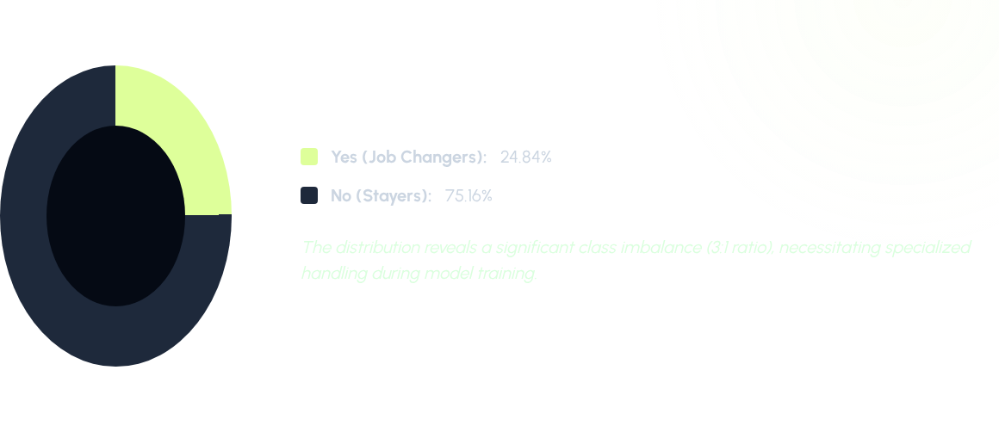 Yes (Job Changers): 24.84%
No (Stayers): 75.16%
The distribution reveals a significant class imbalance (3:1 ratio), necessitating specialized
handling during model training.